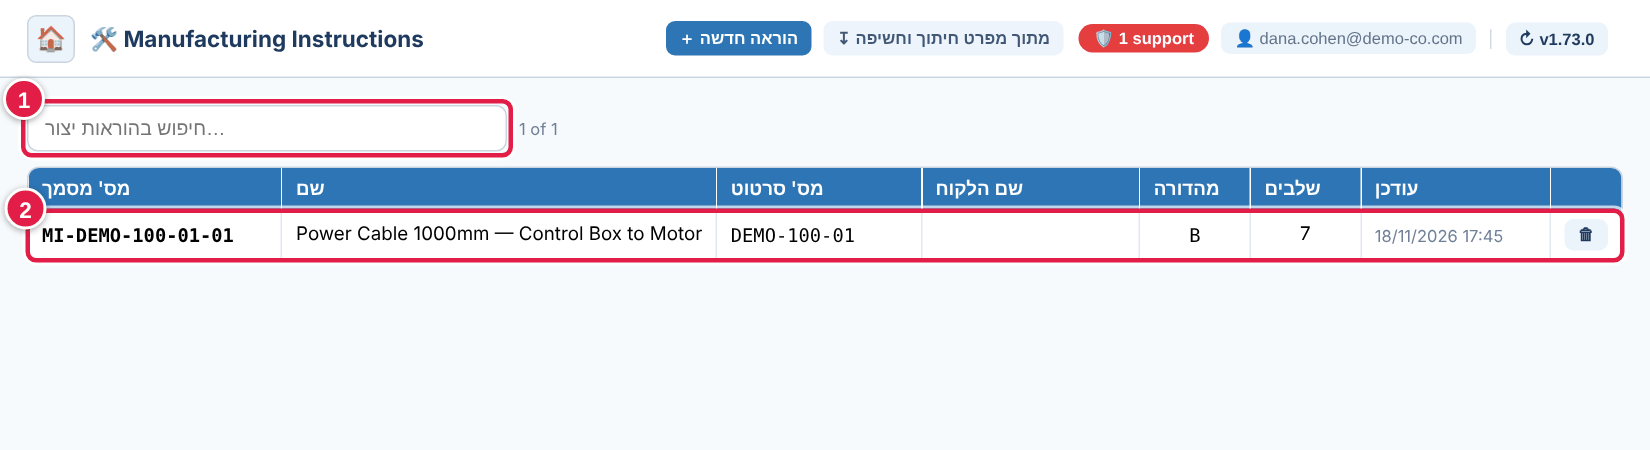 Manufacturing Instructions
+ הוראה חדשה
↧ מתוך מפרט חיתוך וחשיפה
1 support
dana.cohen@demo-co.com
↻ v1.73.0
1
חיפוש בהוראות יצור...
1 of 1
מס' מסמך שם מס' סרטוט שם הלקוח מהדורה שלבים עודכן
2
MI-DEMO-100-01-01 Power Cable 1000mm — Control Box to Motor DEMO-100-01 B 7 18/11/2026 17:45